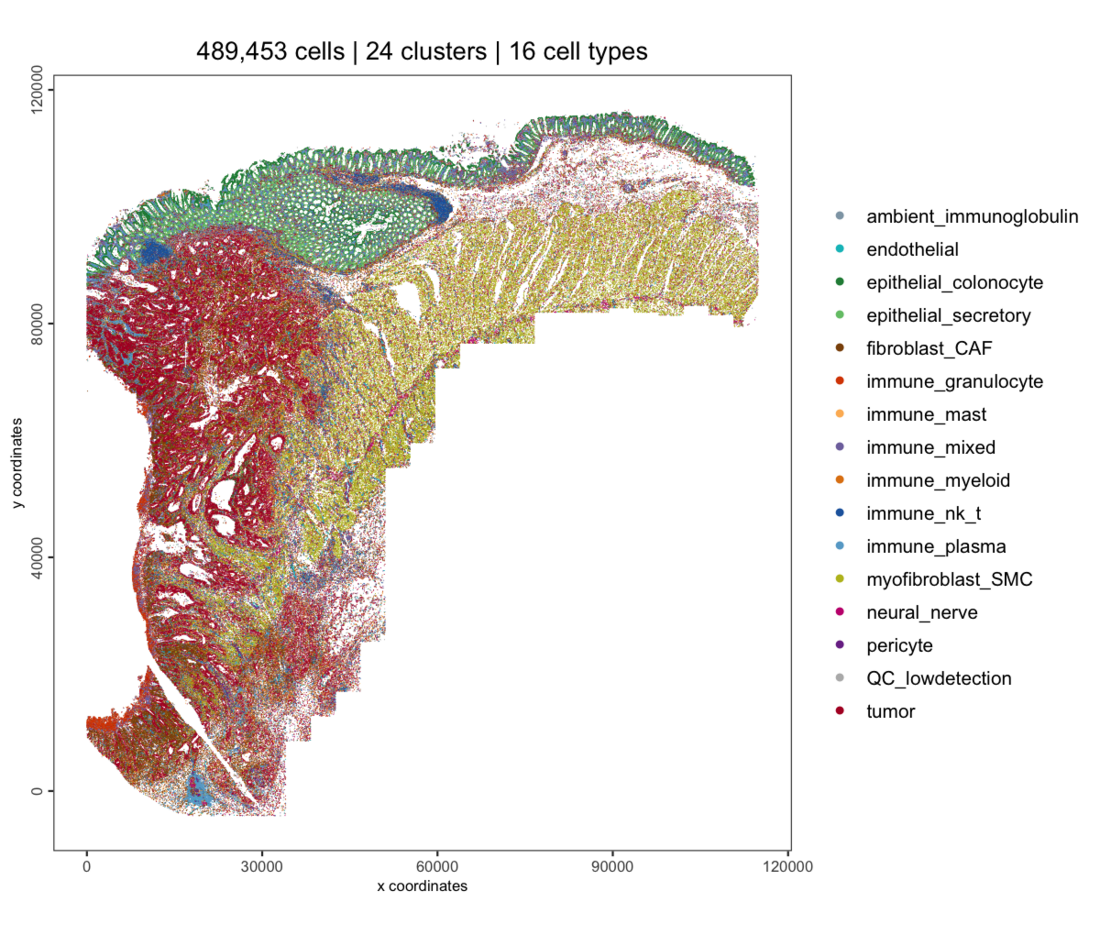 489,453 cells | 24 clusters | 16 cell types
120000
80000
40000
0
y coordinates
0
30000
60000
90000
120000
x coordinates
ambient_immunoglobulin
endothelial
epithelial_colonocyte
epithelial_secretory
fibroblast_CAF
immune_granulocyte
immune_mast
immune_mixed
immune_myeloid
immune_nk_t
immune_plasma
myofibroblast_SMC
neural_nerve
pericyte
QC_lowdetection
tumor